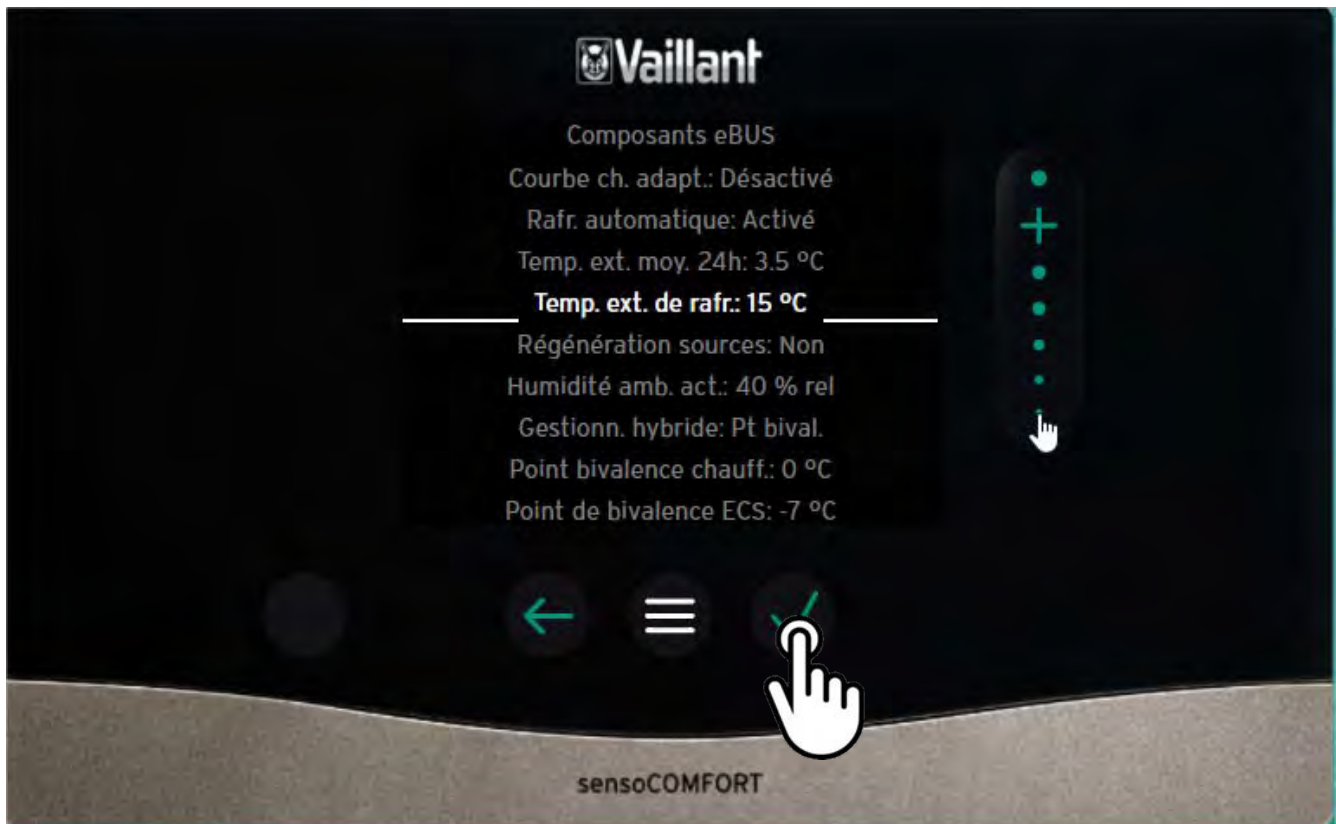 Vaillant
Composants eBUS
Courbe ch. adapt.: Désactivé
Rafr. automatique: Activé
Temp. ext. moy. 24h: 3.5 °C
Temp. ext. de rafr.: 15 °C
Régénération sources: Non
Humidité amb. act.: 40 % rel
Gestionn. hybride: Pt bival.
Point bivalence chauff.: 0 °C
Point de bivalence ECS: -7 °C
sensoCOMFORT